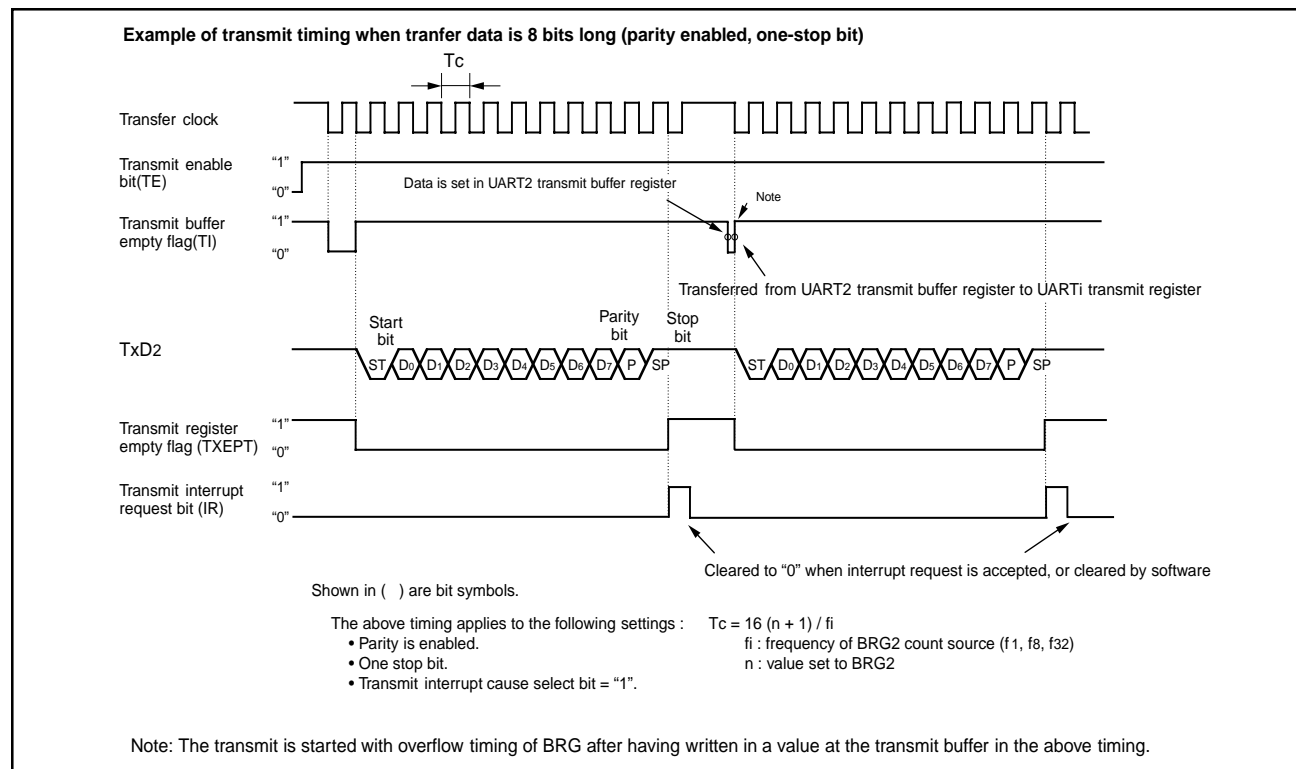 Example of transmit timing when tranfer data is 8 bits long (parity enabled, one-stop bit)
Tc
Transfer clock
Transmit enable
bit(TE)
“1”
“0”
Data is set in UART2 transmit buffer register
Note
Transmit buffer
empty flag(TI)
“1”
“0”
Transferred from UART2 transmit buffer register to UARTi transmit register
Start
bit
Parity
bit
Stop
bit
TxD2
ST D0 D1 D2 D3 D4 D5 D6 D7 P SP ST D0 D1 D2 D3 D4 D5 D6 D7 P SP
Transmit register
empty flag (TXEPT)
“1”
“0”
Transmit interrupt
request bit (IR)
“1”
“0”
Cleared to “0” when interrupt request is accepted, or cleared by software
Shown in ( ) are bit symbols.
The above timing applies to the following settings :
• Parity is enabled.
• One stop bit.
• Transmit interrupt cause select bit = “1”.
Tc = 16 (n + 1) / fi
fi : frequency of BRG2 count source (f1, f8, f32)
n : value set to BRG2
Note: The transmit is started with overflow timing of BRG after having written in a value at the transmit buffer in the above timing.